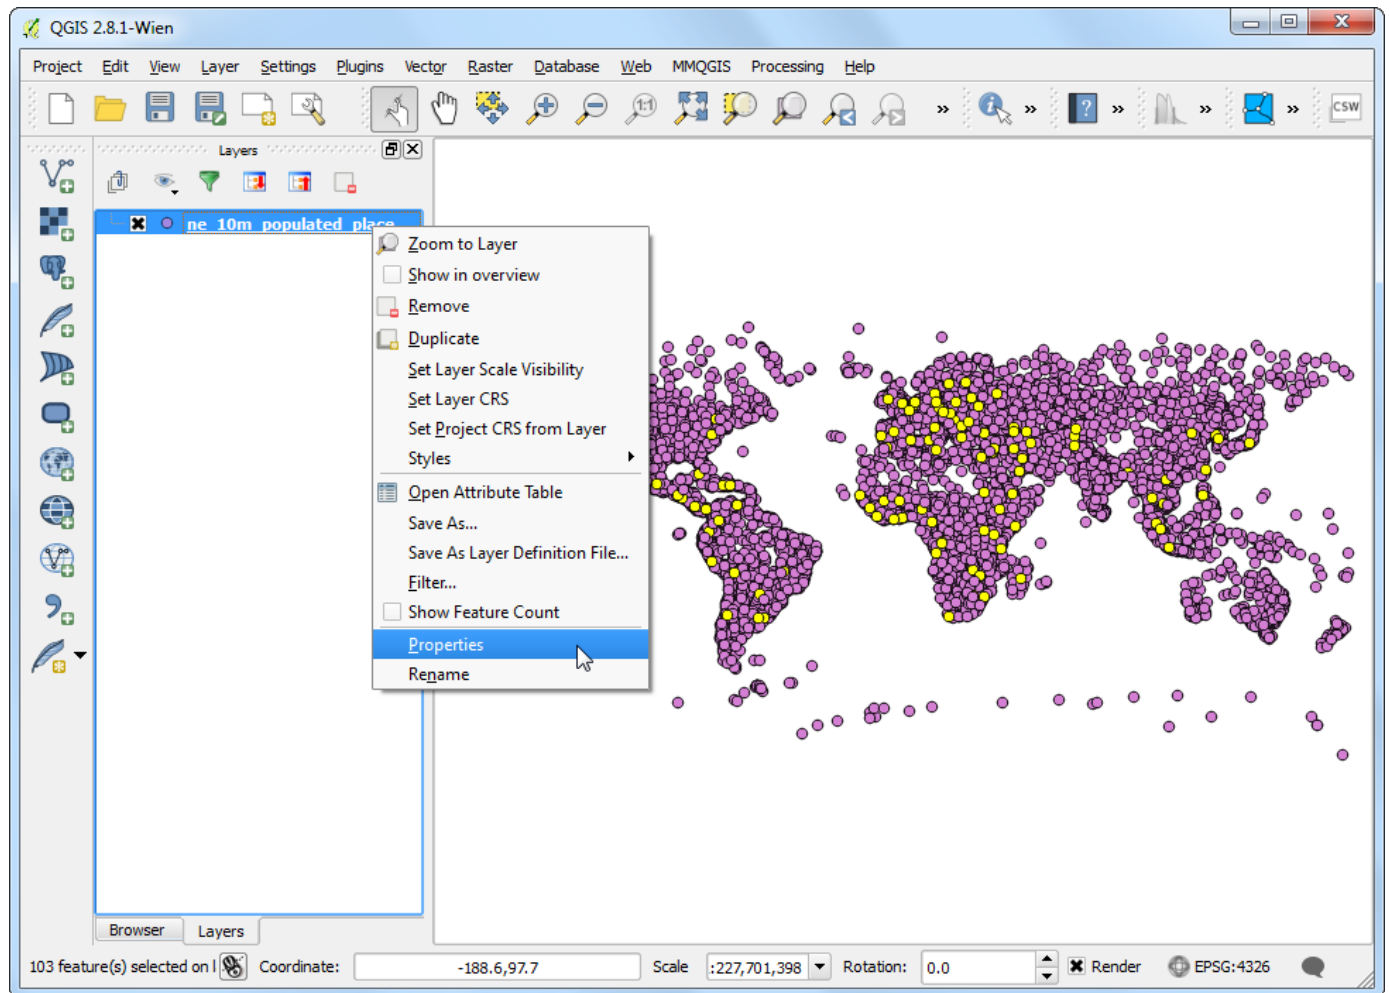 QGIS 2.8.1-Wien
Project Edit View Layer Settings Plugins Vector Raster Database Web MMQGIS Processing Help
1:1
?
CSW
Layers
ne_10m_populated_place
Zoom to Layer
Show in overview
Remove
Duplicate
Set Layer Scale Visibility
Set Layer CRS
Set Project CRS from Layer
Styles
Open Attribute Table
Save As...
Save As Layer Definition File...
Filter...
Show Feature Count
Properties
Rename
Browser Layers
103 feature(s) selected on l Coordinate: -188.6,97.7 Scale :227,701,398 Rotation: 0.0 Render EPSG:4326